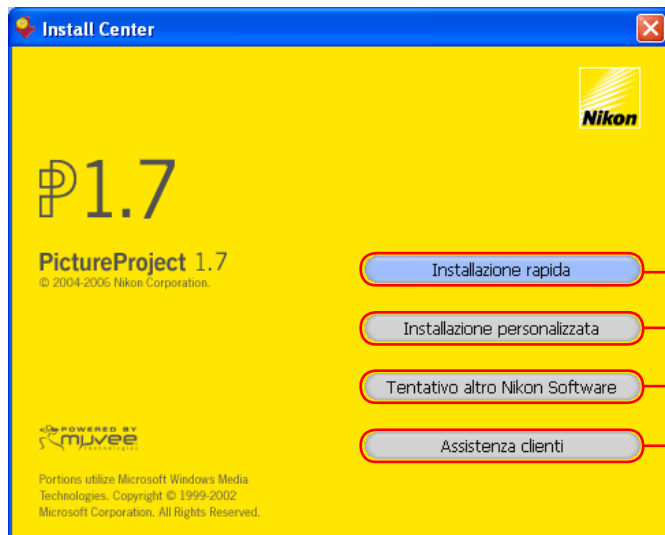 Install Center
Nikon
P1.7
PictureProject 1.7
© 2004-2006 Nikon Corporation.
Installazione rapida
Installazione personalizzata
Tentativo altro Nikon Software
Assistenza clienti
POWERED BY
muvee
technologies
Portions utilize Microsoft Windows Media
Technologies. Copyright © 1999-2002
Microsoft Corporation. All Rights Reserved.